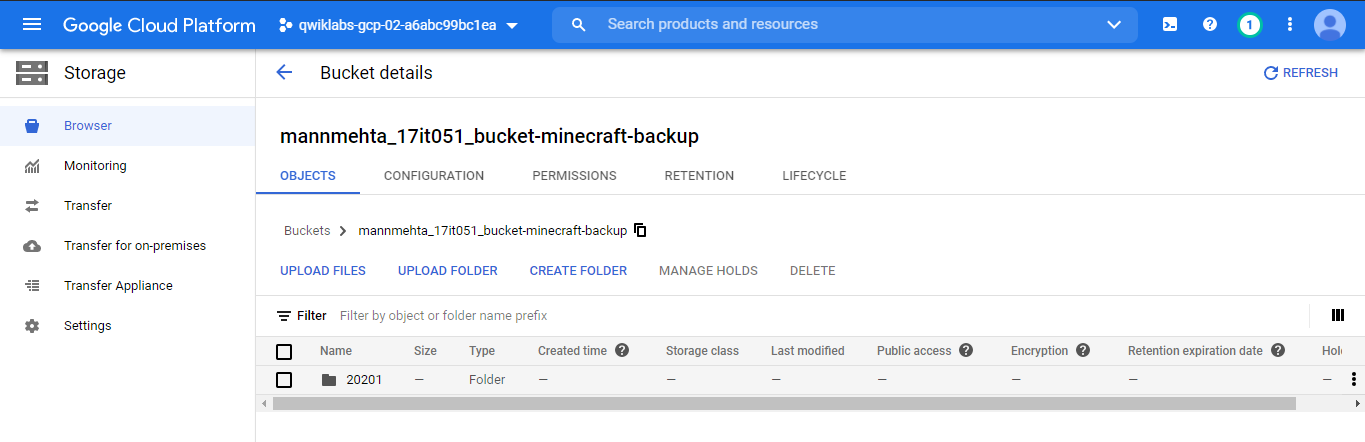 Google Cloud Platform qwiklabs-gcp-02-a6abc99bc1ea Search products and resources 1
Storage
Bucket details
REFRESH
Browser
Monitoring
Transfer
Transfer for on-premises
Transfer Appliance
Settings
mannmehta_17it051_bucket-minecraft-backup
OBJECTS CONFIGURATION PERMISSIONS RETENTION LIFECYCLE
Buckets mannmehta_17it051_bucket-minecraft-backup
UPLOAD FILES UPLOAD FOLDER CREATE FOLDER MANAGE HOLDS DELETE
Filter Filter by object or folder name prefix
Name Size Type Created time Storage class Last modified Public access Encryption Retention expiration date Hol
20201 — Folder — — — — — — —